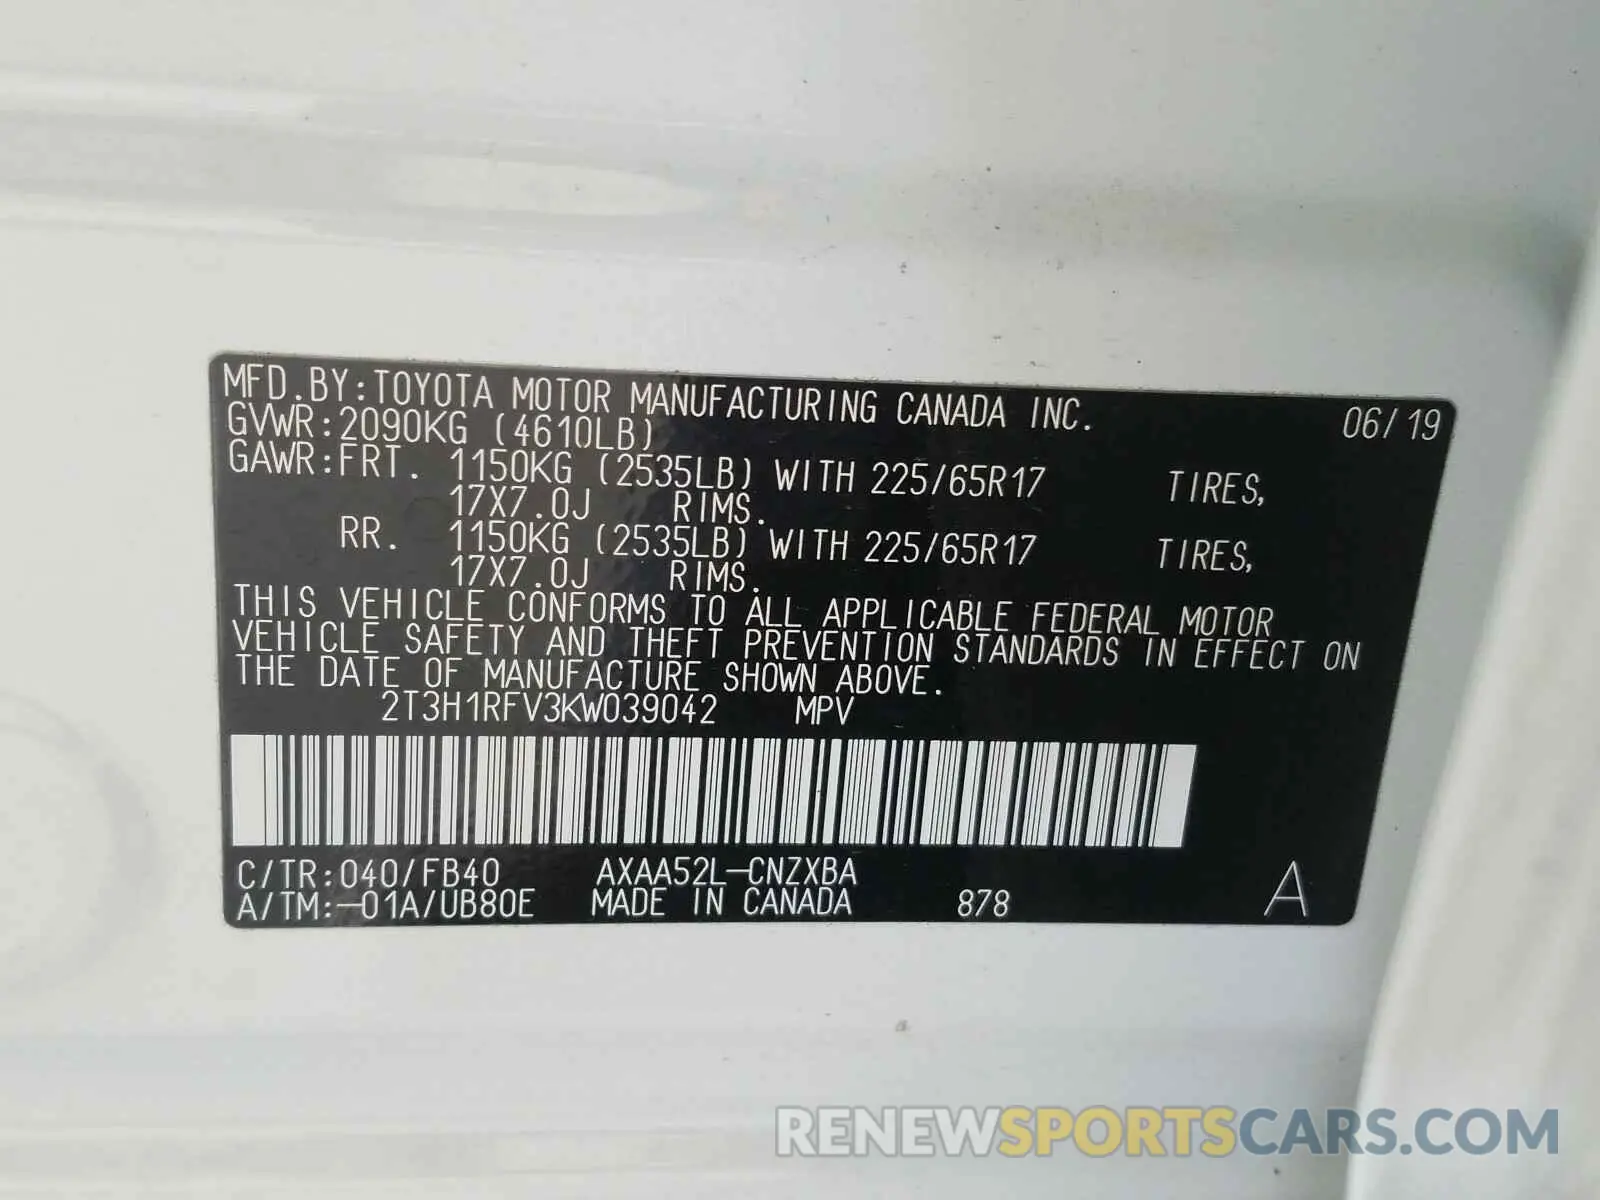 MFD.BY:TOYOTA MOTOR MANUFACTURING CANADA INC. 06/19
GVWR:2090KG (4610LB)
GAWR:FRT. 1150KG (2535LB) WITH 225/65R17 TIRES,
17X7.0J RIMS.
RR. 1150KG (2535LB) WITH 225/65R17 TIRES,
17X7.0J RIMS.
THIS VEHICLE CONFORMS TO ALL APPLICABLE FEDERAL MOTOR
VEHICLE SAFETY AND THEFT PREVENTION STANDARDS IN EFFECT ON
THE DATE OF MANUFACTURE SHOWN ABOVE.
2T3H1RFV3KW039042 MPV
C/TR:040/FB40 AXAA52L-CNZXBA
A/TM:-01A/UB80E MADE IN CANADA 878 A
RENEWSPORTSCARS.COM